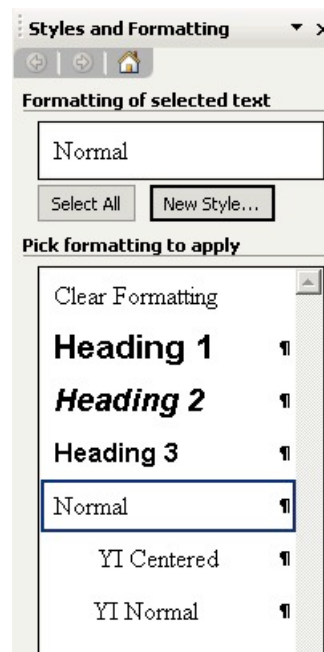 Styles and Formatting
Formatting of selected text
Normal
Select All New Style...
Pick formatting to apply
Clear Formatting
Heading 1 ¶
Heading 2 ¶
Heading 3 ¶
Normal ¶
YI Centered ¶
YI Normal ¶